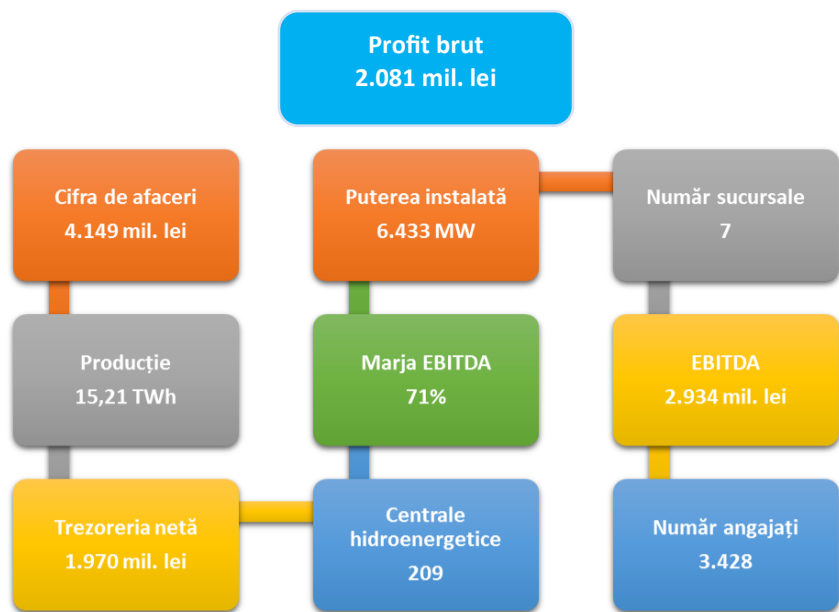 Profit brut
2.081 mil. lei
Cifra de afaceri
4.149 mil. lei
Puterea instalată
6.433 MW
Număr sucursale
7
Producție
15,21 TWh
Marja EBITDA
71%
EBITDA
2.934 mil. lei
Trezoreria netă
1.970 mil. lei
Centrale
hidroenergetice
209
Număr angajați
3.428